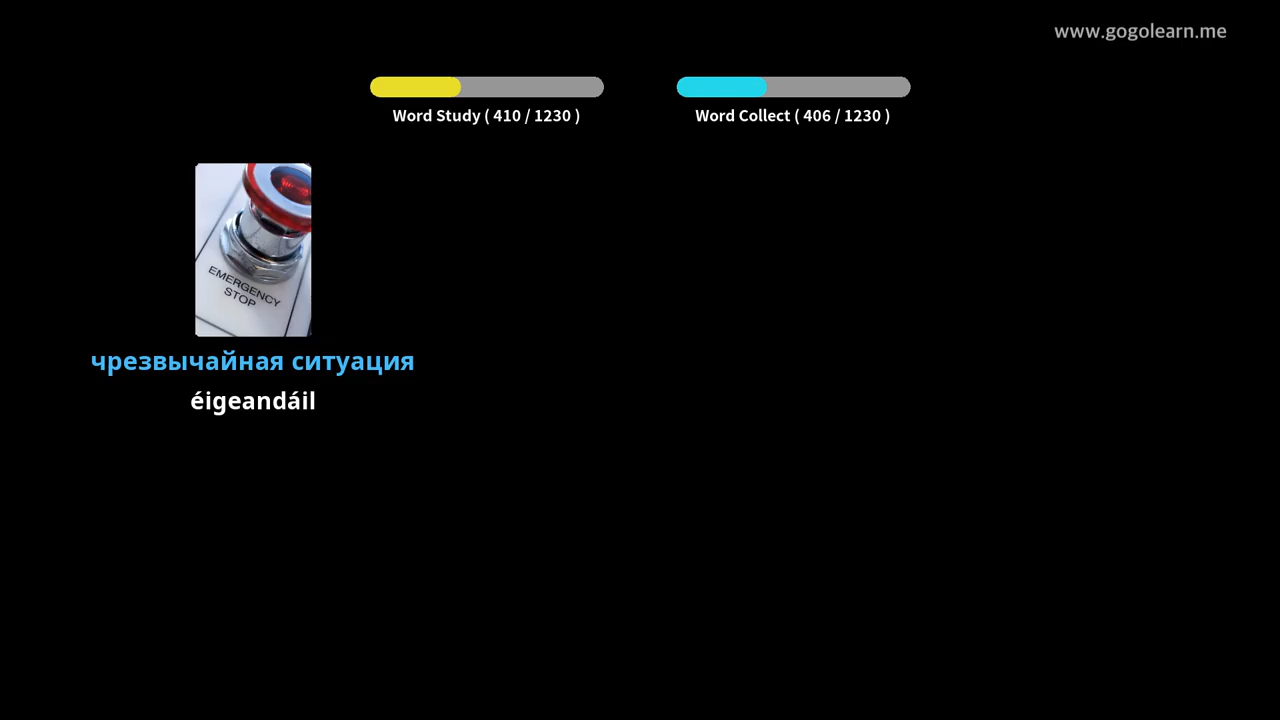 www.gogolearn.me
Word Study ( 410 / 1230 )
Word Collect ( 406 / 1230 )
EMERGENCY
STOP
чрезвычайная ситуация
éigeandáil